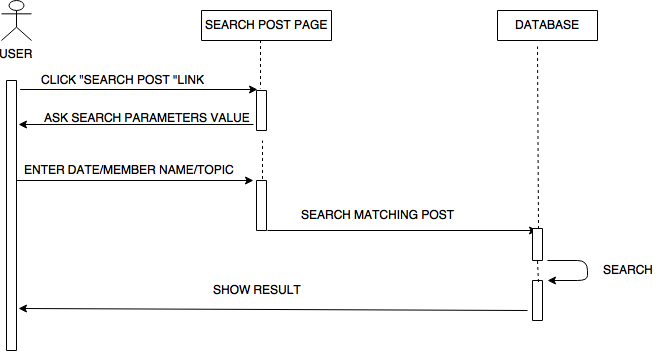 SEARCH POST PAGE
DATABASE
USER
CLICK "SEARCH POST "LINK
ASK SEARCH PARAMETERS VALUE
ENTER DATE/MEMBER NAME/TOPIC
SEARCH MATCHING POST
SEARCH
SHOW RESULT